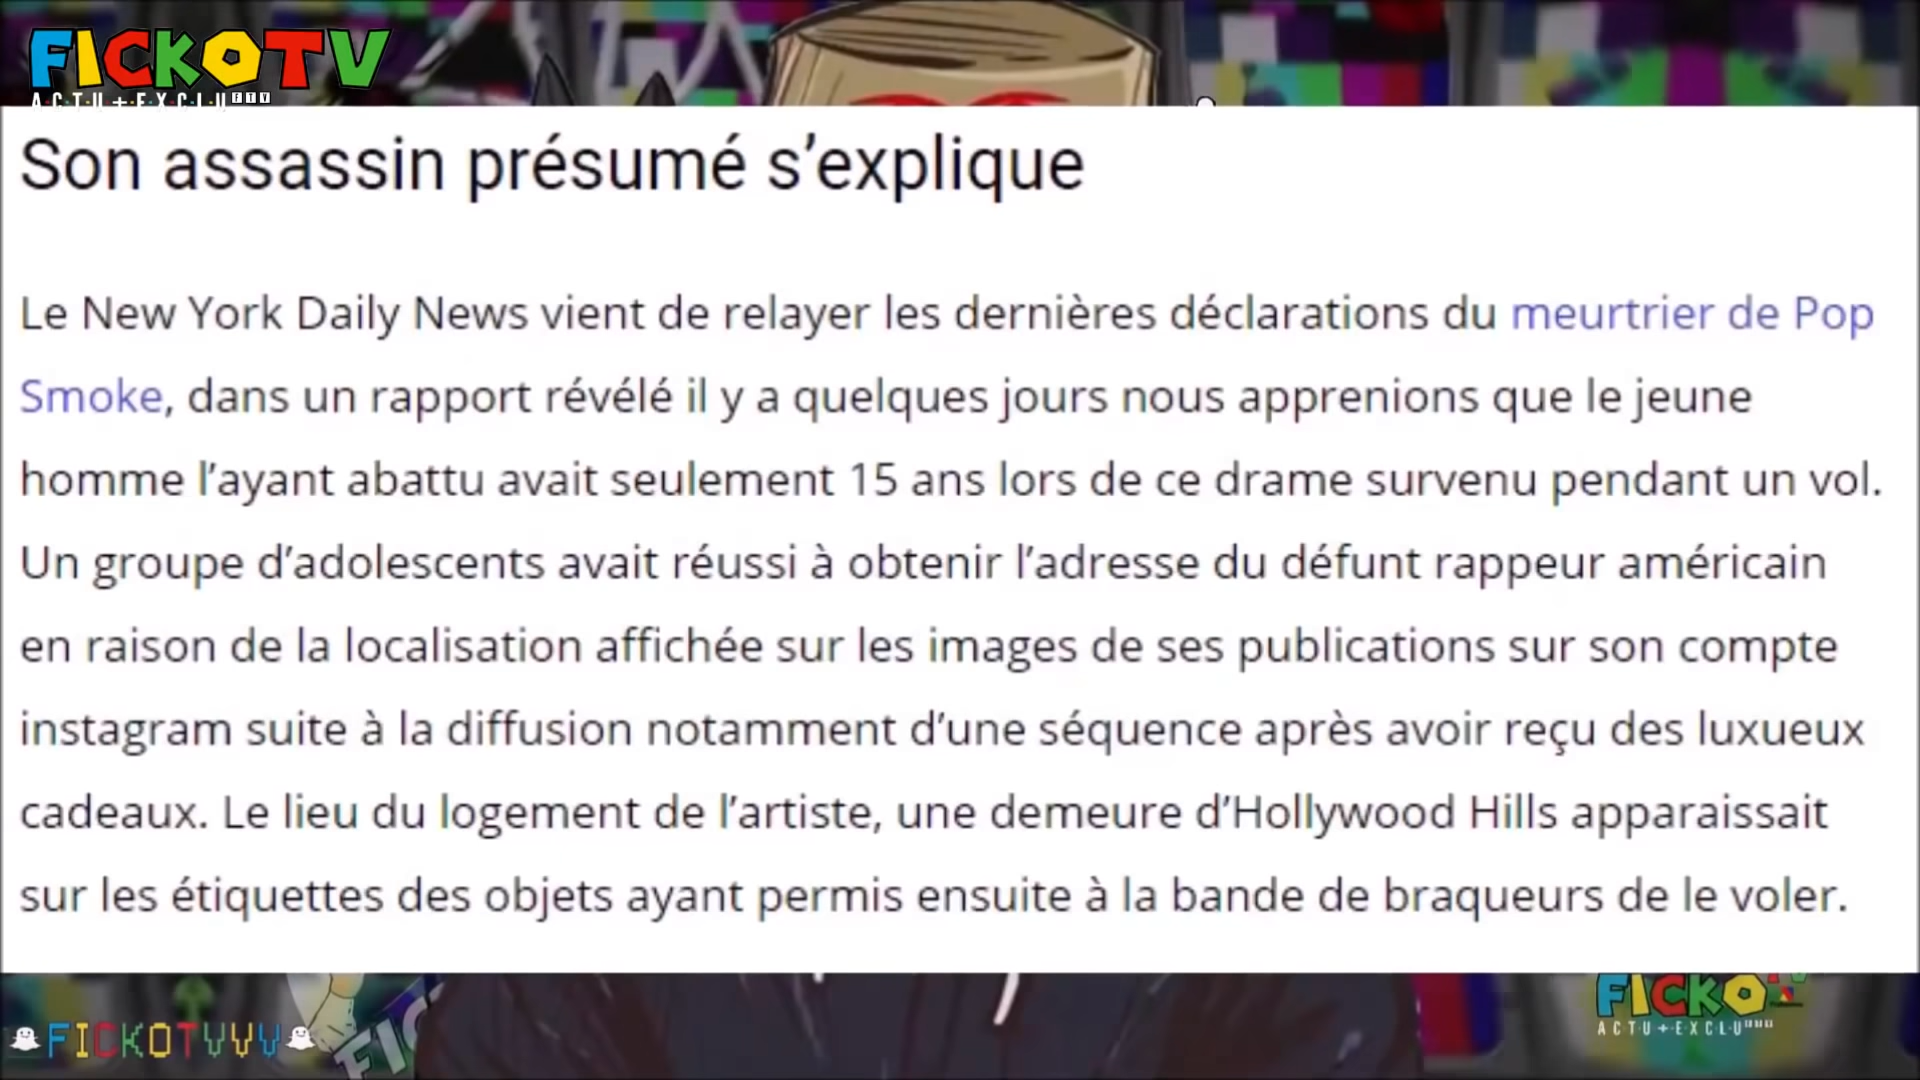 FICKOTV
ACTU+EXCLU FTV
Son assassin présumé s’explique
Le New York Daily News vient de relayer les dernières déclarations du meurtrier de Pop
Smoke, dans un rapport révélé il y a quelques jours nous apprenions que le jeune
homme l’ayant abattu avait seulement 15 ans lors de ce drame survenu pendant un vol.
Un groupe d’adolescents avait réussi à obtenir l’adresse du défunt rappeur américain
en raison de la localisation affichée sur les images de ses publications sur son compte
instagram suite à la diffusion notamment d’une séquence après avoir reçu des luxueux
cadeaux. Le lieu du logement de l’artiste, une demeure d’Hollywood Hills apparaissait
sur les étiquettes des objets ayant permis ensuite à la bande de braqueurs de le voler.
FICKOTVVV
FIC
FICKOTV
ACTU+EXCLU